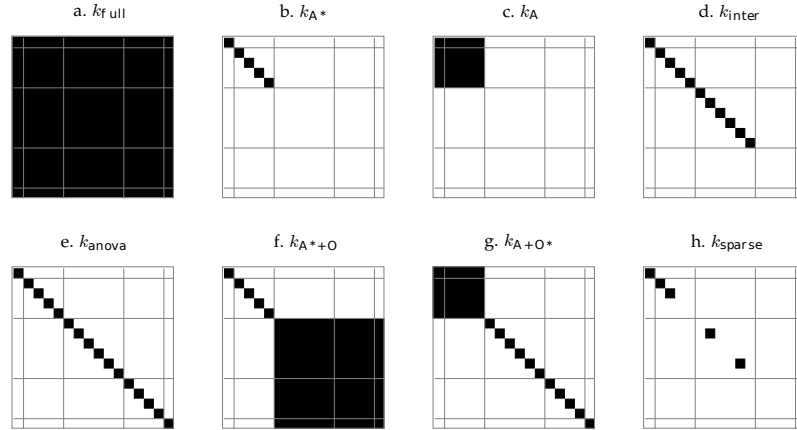 a. k_full
b. k_A*
c. k_A
d. k_inter
e. k_anova
f. k_A*+O
g. k_A+O*
h. k_sparse